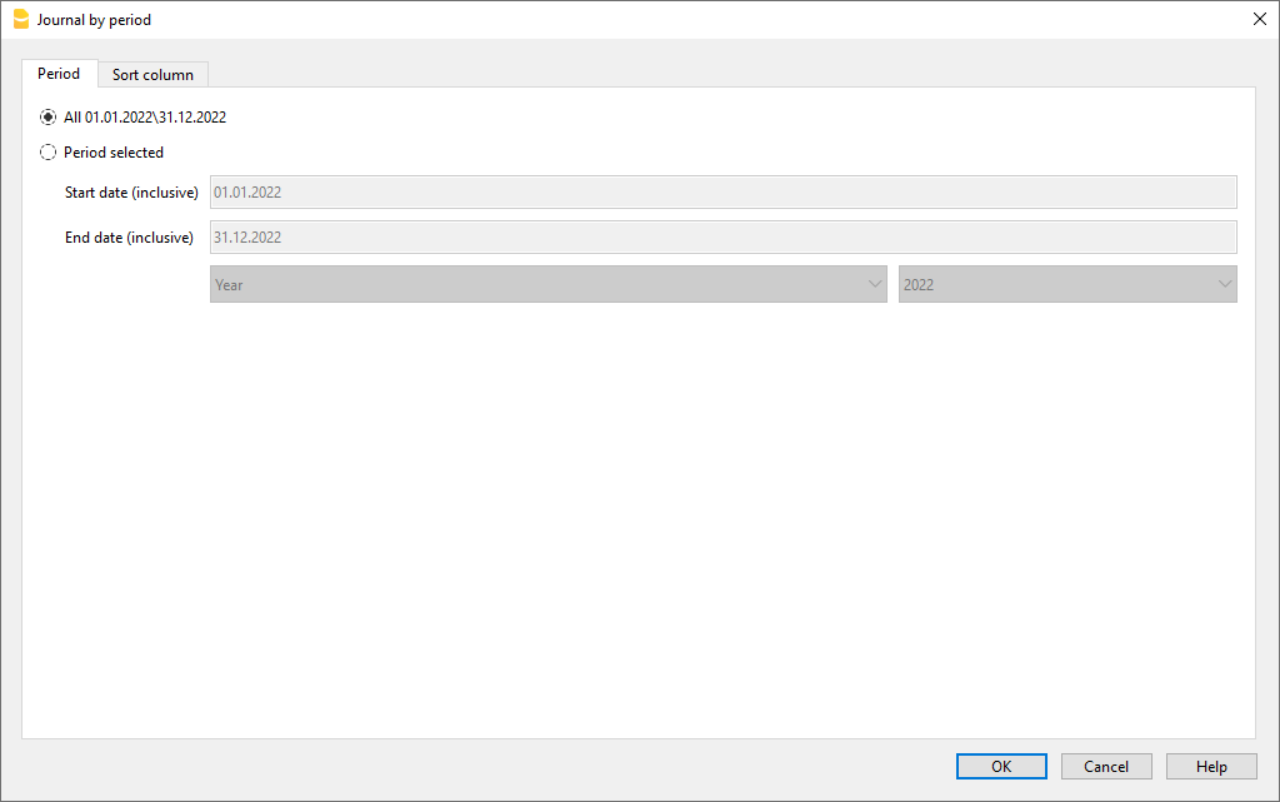 Journal by period
Period Sort column
All 01.01.2022\31.12.2022
Period selected
Start date (inclusive) 01.01.2022
End date (inclusive) 31.12.2022
Year 2022
OK Cancel Help